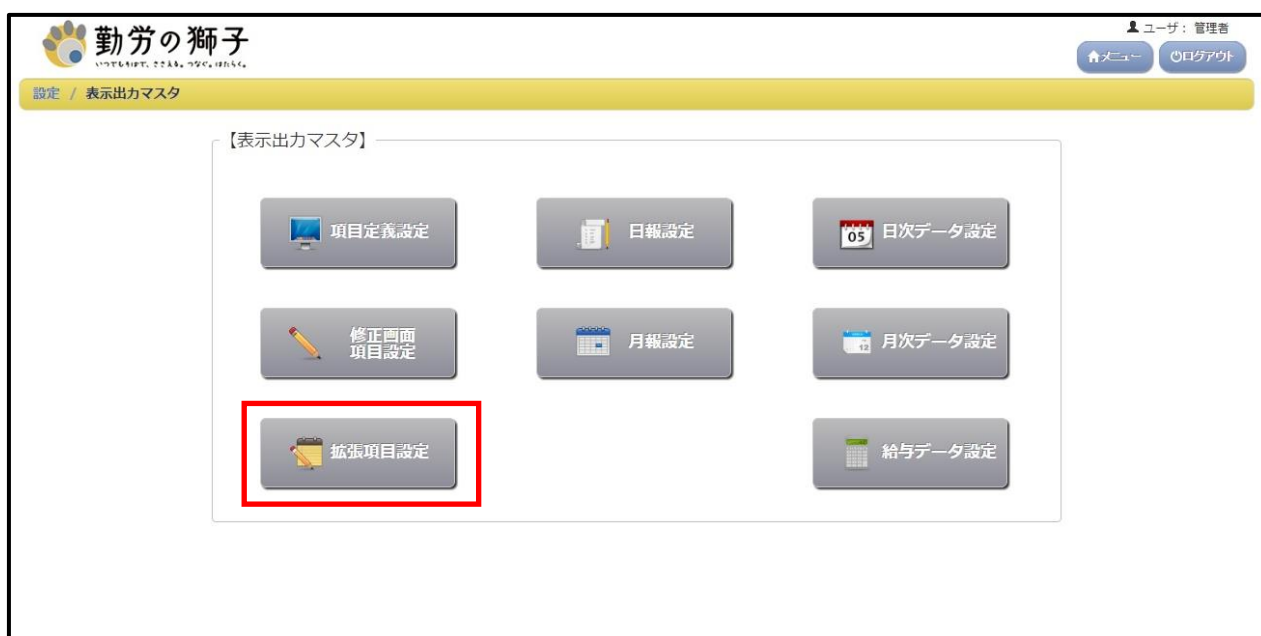 勤労の獅子
いつでもHRT、ささえる。つなぐ。はたらく。
ユーザ： 管理者
メニュー
ログアウト
設定 / 表示出力マスタ
【表示出力マスタ】
項目定義設定
日報設定
05
日次データ設定
修正画面
項目設定
月報設定
12
月次データ設定
拡張項目設定
給与データ設定